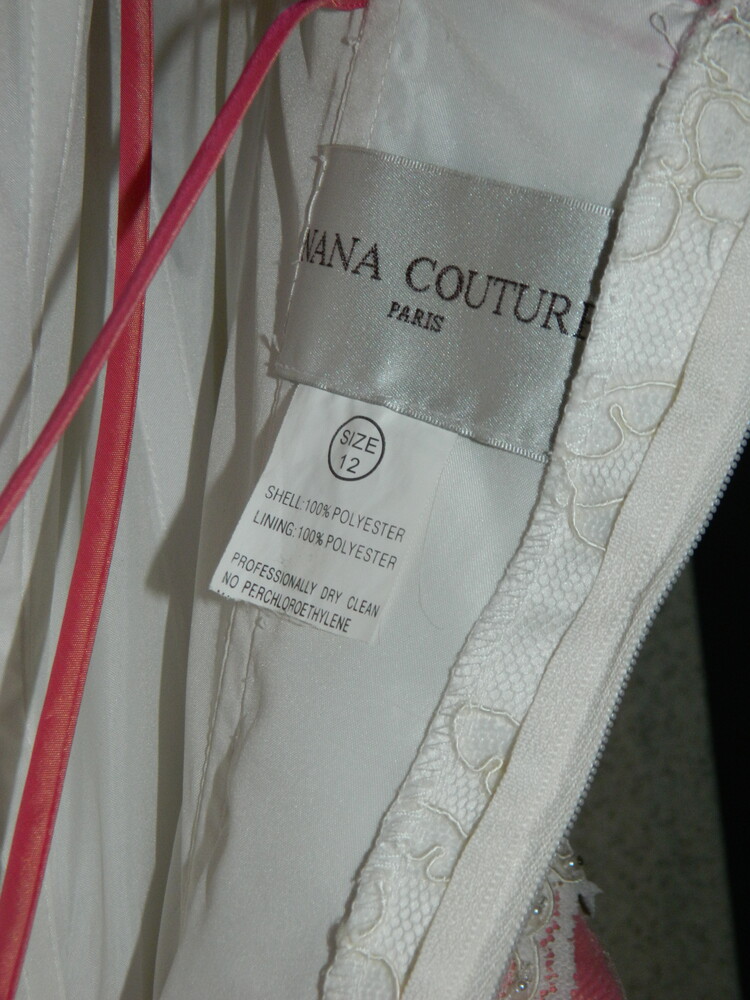 NANA COUTURE
PARIS
SIZE
12
SHELL:100% POLYESTER
LINING:100% POLYESTER
PROFESSIONALLY DRY CLEAN
NO PERCHLOROETHYLENE